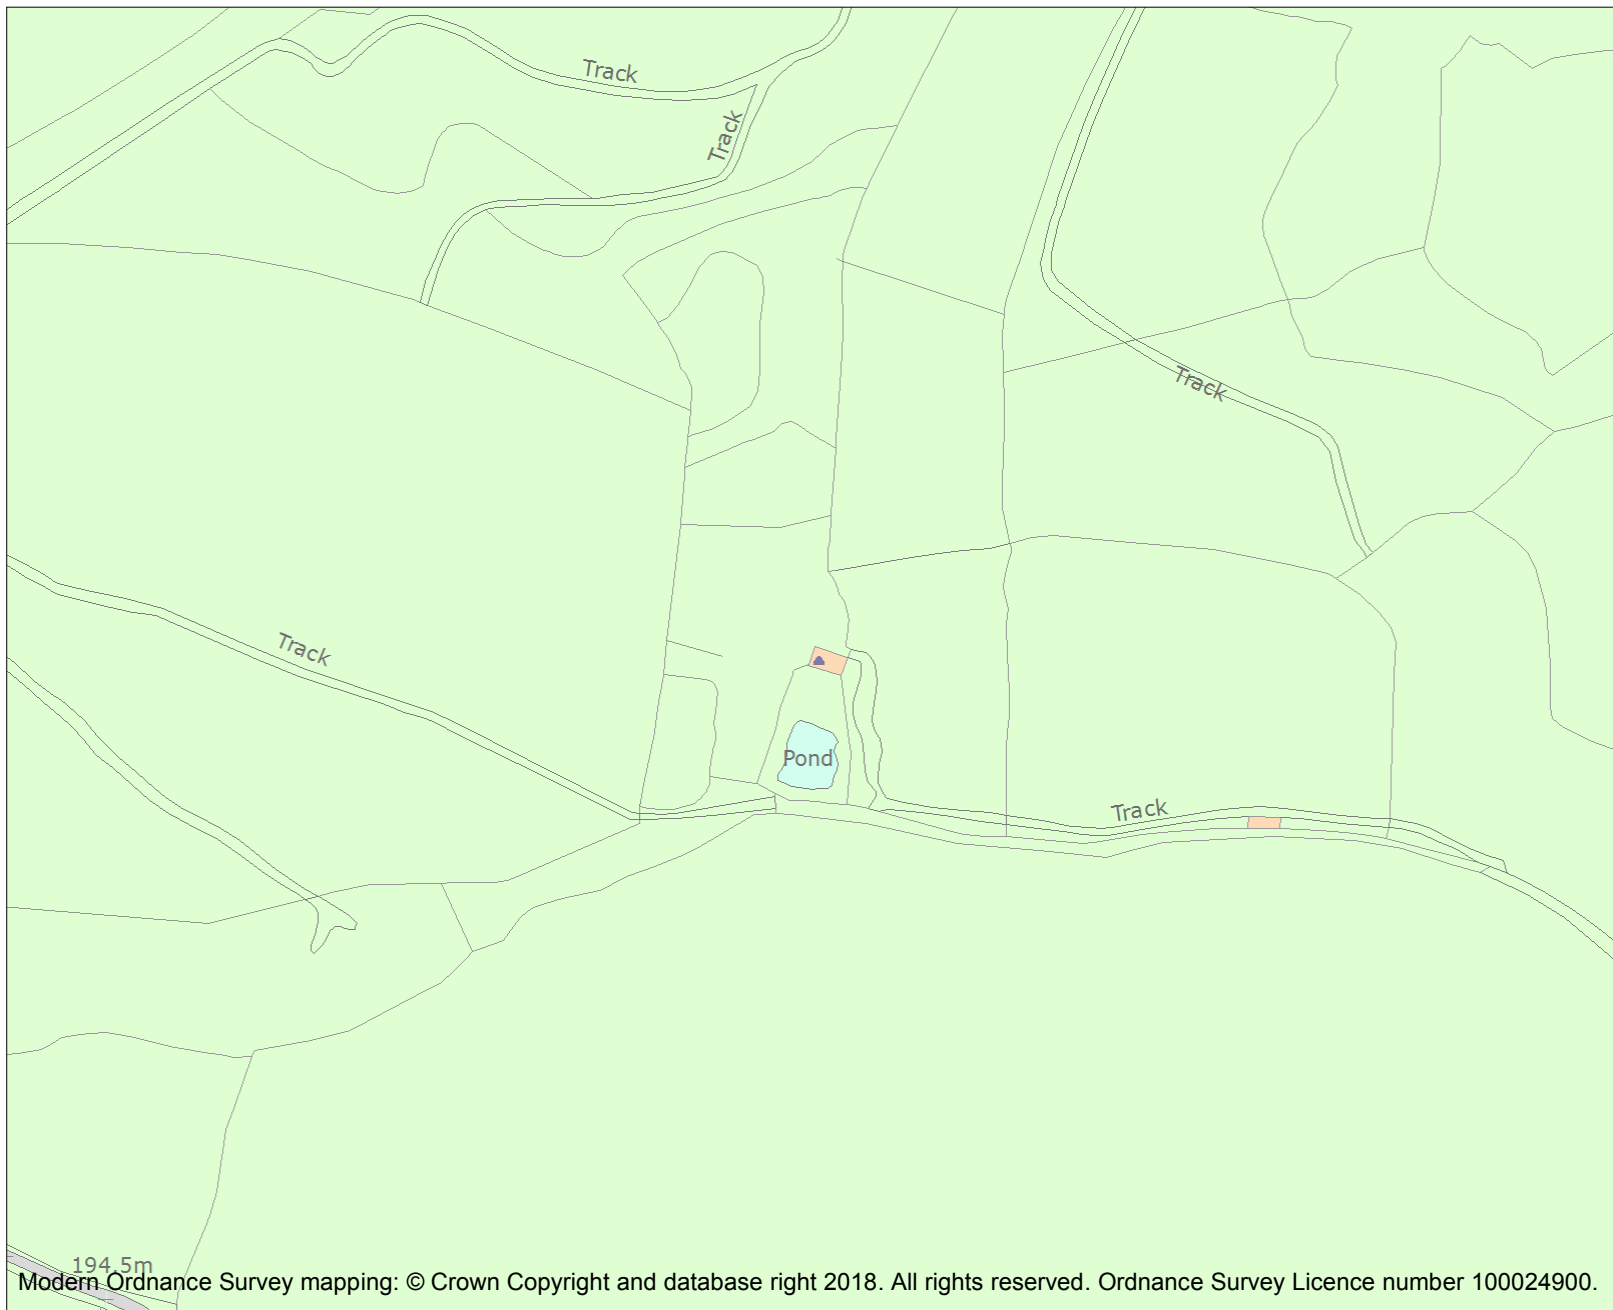 Track
Track
Track
Track
Pond
Track
194.5m
Modern Ordnance Survey mapping: © Crown Copyright and database right 2018. All rights reserved. Ordnance Survey Licence number 100024900.